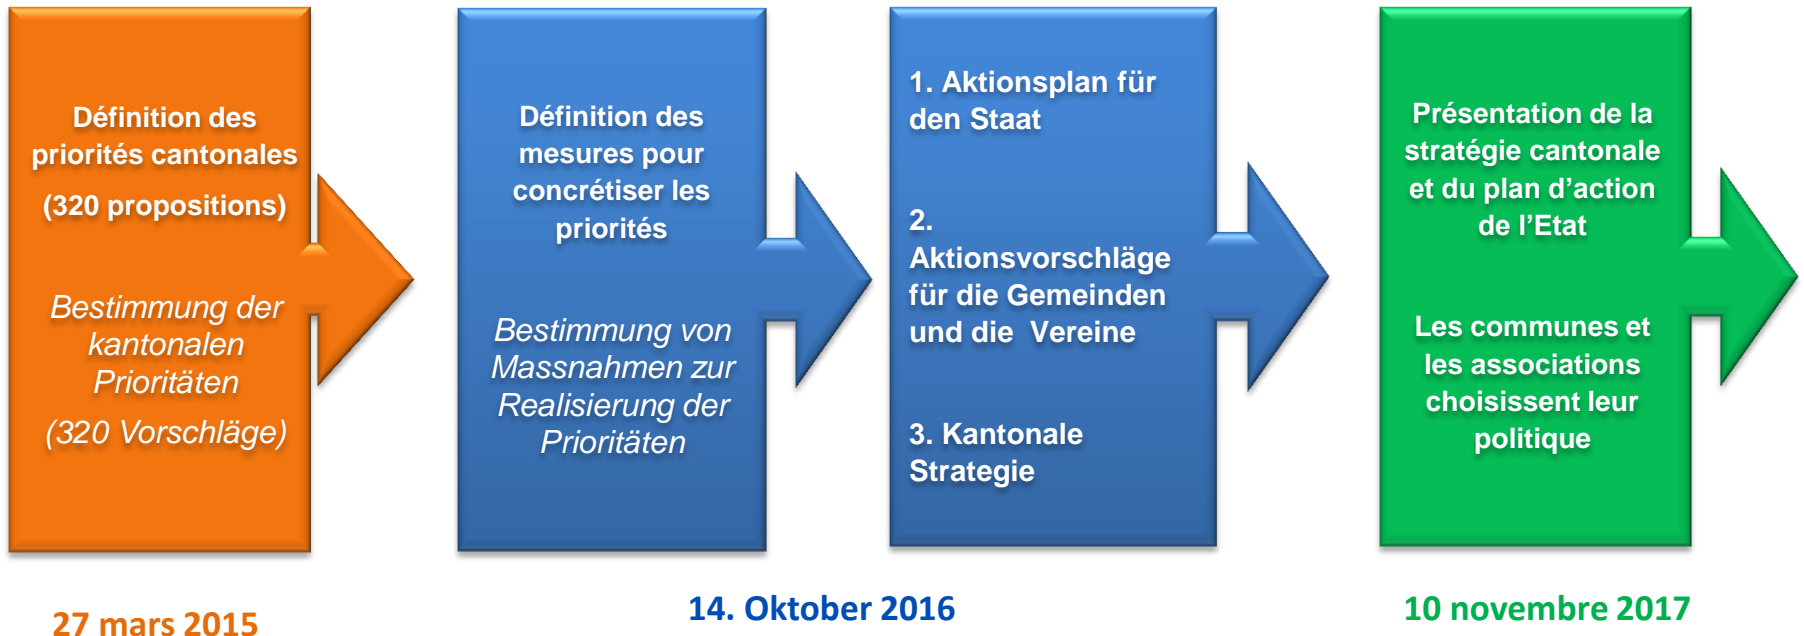 Définition des
priorités cantonales
(320 propositions)
Bestimmung der
kantonalen
Prioritäten
(320 Vorschläge)
27 mars 2015
Définition des
mesures pour
concrétiser les
priorités
Bestimmung von
Massnahmen zur
Realisierung der
Prioritäten
1. Aktionsplan für
den Staat
2.
Aktionsvorschläge
für die Gemeinden
und die Vereine
3. Kantonale
Strategie
14. Oktober 2016
Présentation de la
stratégie cantonale
et du plan d’action
de l’Etat
Les communes et
les associations
choisissent leur
politique
10 novembre 2017